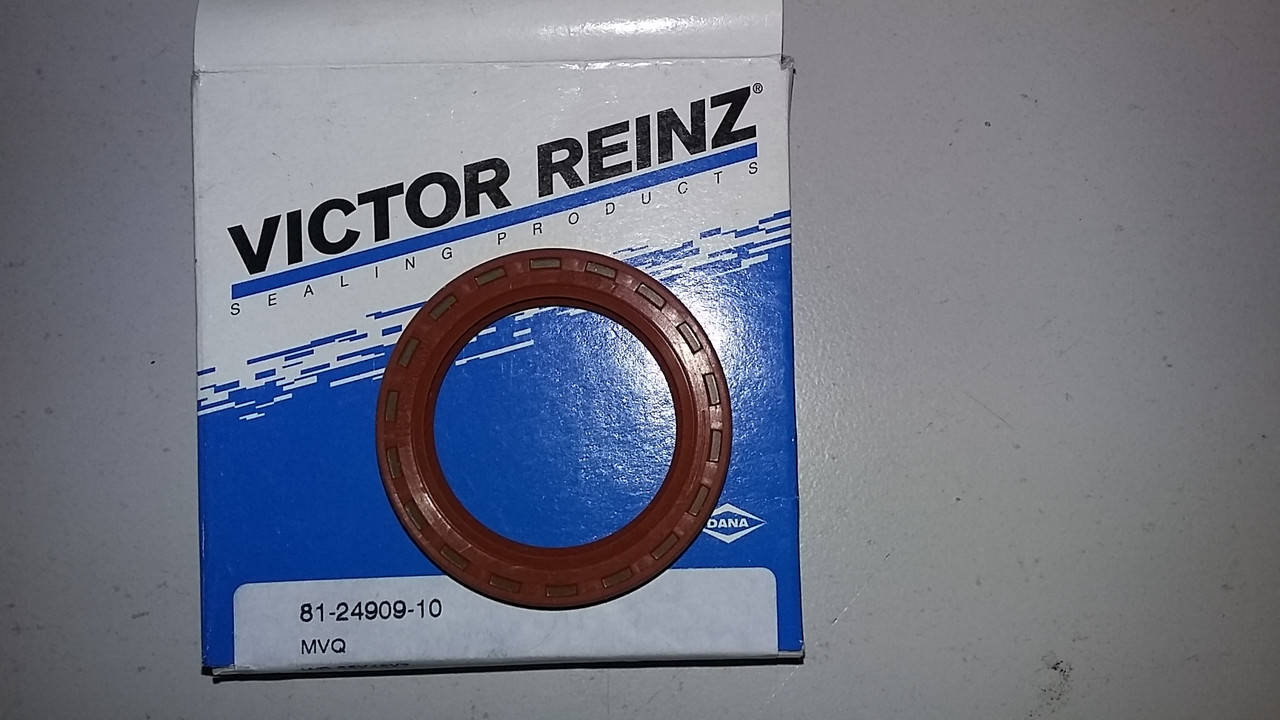 VICTOR REINZ®
SEALING PRODUCTS
DANA
81-24909-10
MVQ